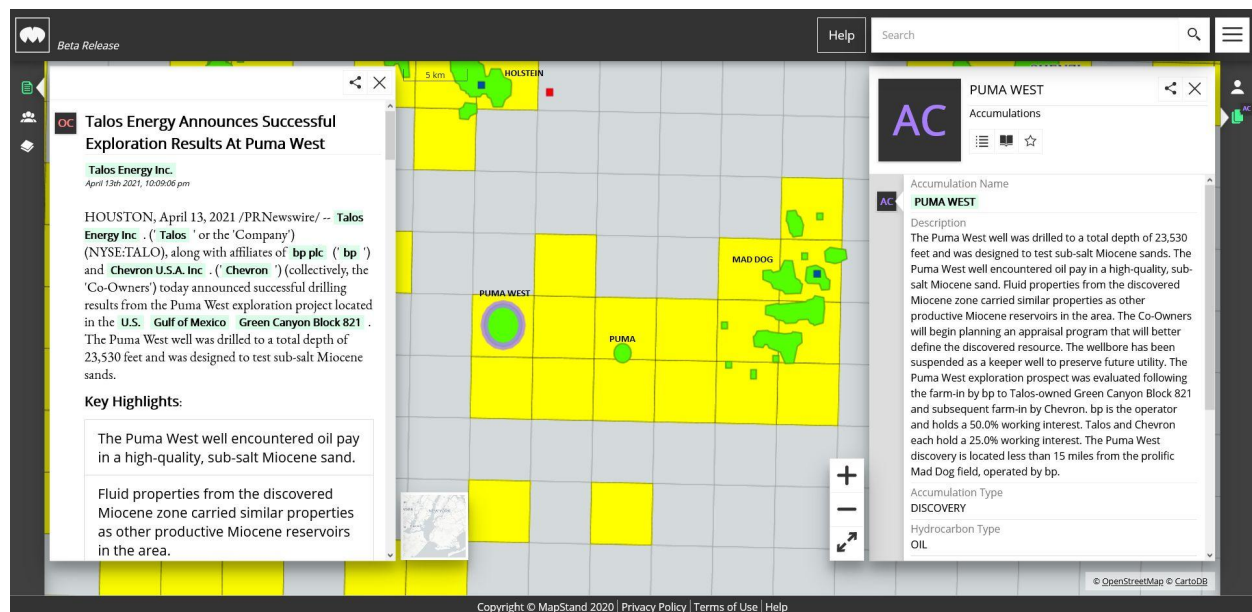 Beta Release
Help
Search
5 km
HOLSTEIN
MAD DOG
PUMA WEST
PUMA
OC
Talos Energy Announces Successful
Exploration Results At Puma West
Talos Energy Inc.
April 13th 2021, 10:09:06 pm
HOUSTON, April 13, 2021 /PRNewswire/ -- Talos
Energy Inc . (' Talos ' or the 'Company')
(NYSE:TALO), along with affiliates of bp plc (' bp ')
and Chevron U.S.A. Inc . (' Chevron ') (collectively, the
'Co-Owners') today announced successful drilling
results from the Puma West exploration project located
in the U.S. Gulf of Mexico Green Canyon Block 821 .
The Puma West well was drilled to a total depth of
23,530 feet and was designed to test sub-salt Miocene
sands.
Key Highlights:
The Puma West well encountered oil pay
in a high-quality, sub-salt Miocene sand.
Fluid properties from the discovered
Miocene zone carried similar properties
as other productive Miocene reservoirs
in the area.
AC
PUMA WEST
Accumulations
AC
AC
Accumulation Name
PUMA WEST
Description
The Puma West well was drilled to a total depth of 23,530
feet and was designed to test sub-salt Miocene sands. The
Puma West well encountered oil pay in a high-quality, sub-
salt Miocene sand. Fluid properties from the discovered
Miocene zone carried similar properties as other
productive Miocene reservoirs in the area. The Co-Owners
will begin planning an appraisal program that will better
define the discovered resource. The wellbore has been
suspended as a keeper well to preserve future utility. The
Puma West exploration prospect was evaluated following
the farm-in by bp to Talos-owned Green Canyon Block 821
and subsequent farm-in by Chevron. bp is the operator
and holds a 50.0% working interest. Talos and Chevron
each hold a 25.0% working interest. The Puma West
discovery is located less than 15 miles from the prolific
Mad Dog field, operated by bp.
Accumulation Type
DISCOVERY
Hydrocarbon Type
OIL
© OpenStreetMap © CartoDB
Copyright © MapStand 2020 | Privacy Policy | Terms of Use | Help